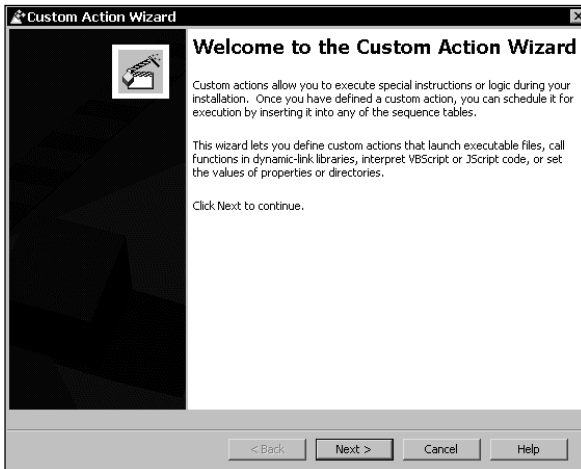 Custom Action Wizard
Welcome to the Custom Action Wizard
Custom actions allow you to execute special instructions or logic during your
installation. Once you have defined a custom action, you can schedule it for
execution by inserting it into any of the sequence tables.
This wizard lets you define custom actions that launch executable files, call
functions in dynamic-link libraries, interpret VBScript or JScript code, or set
the values of properties or directories.
Click Next to continue.
< Back Next > Cancel Help